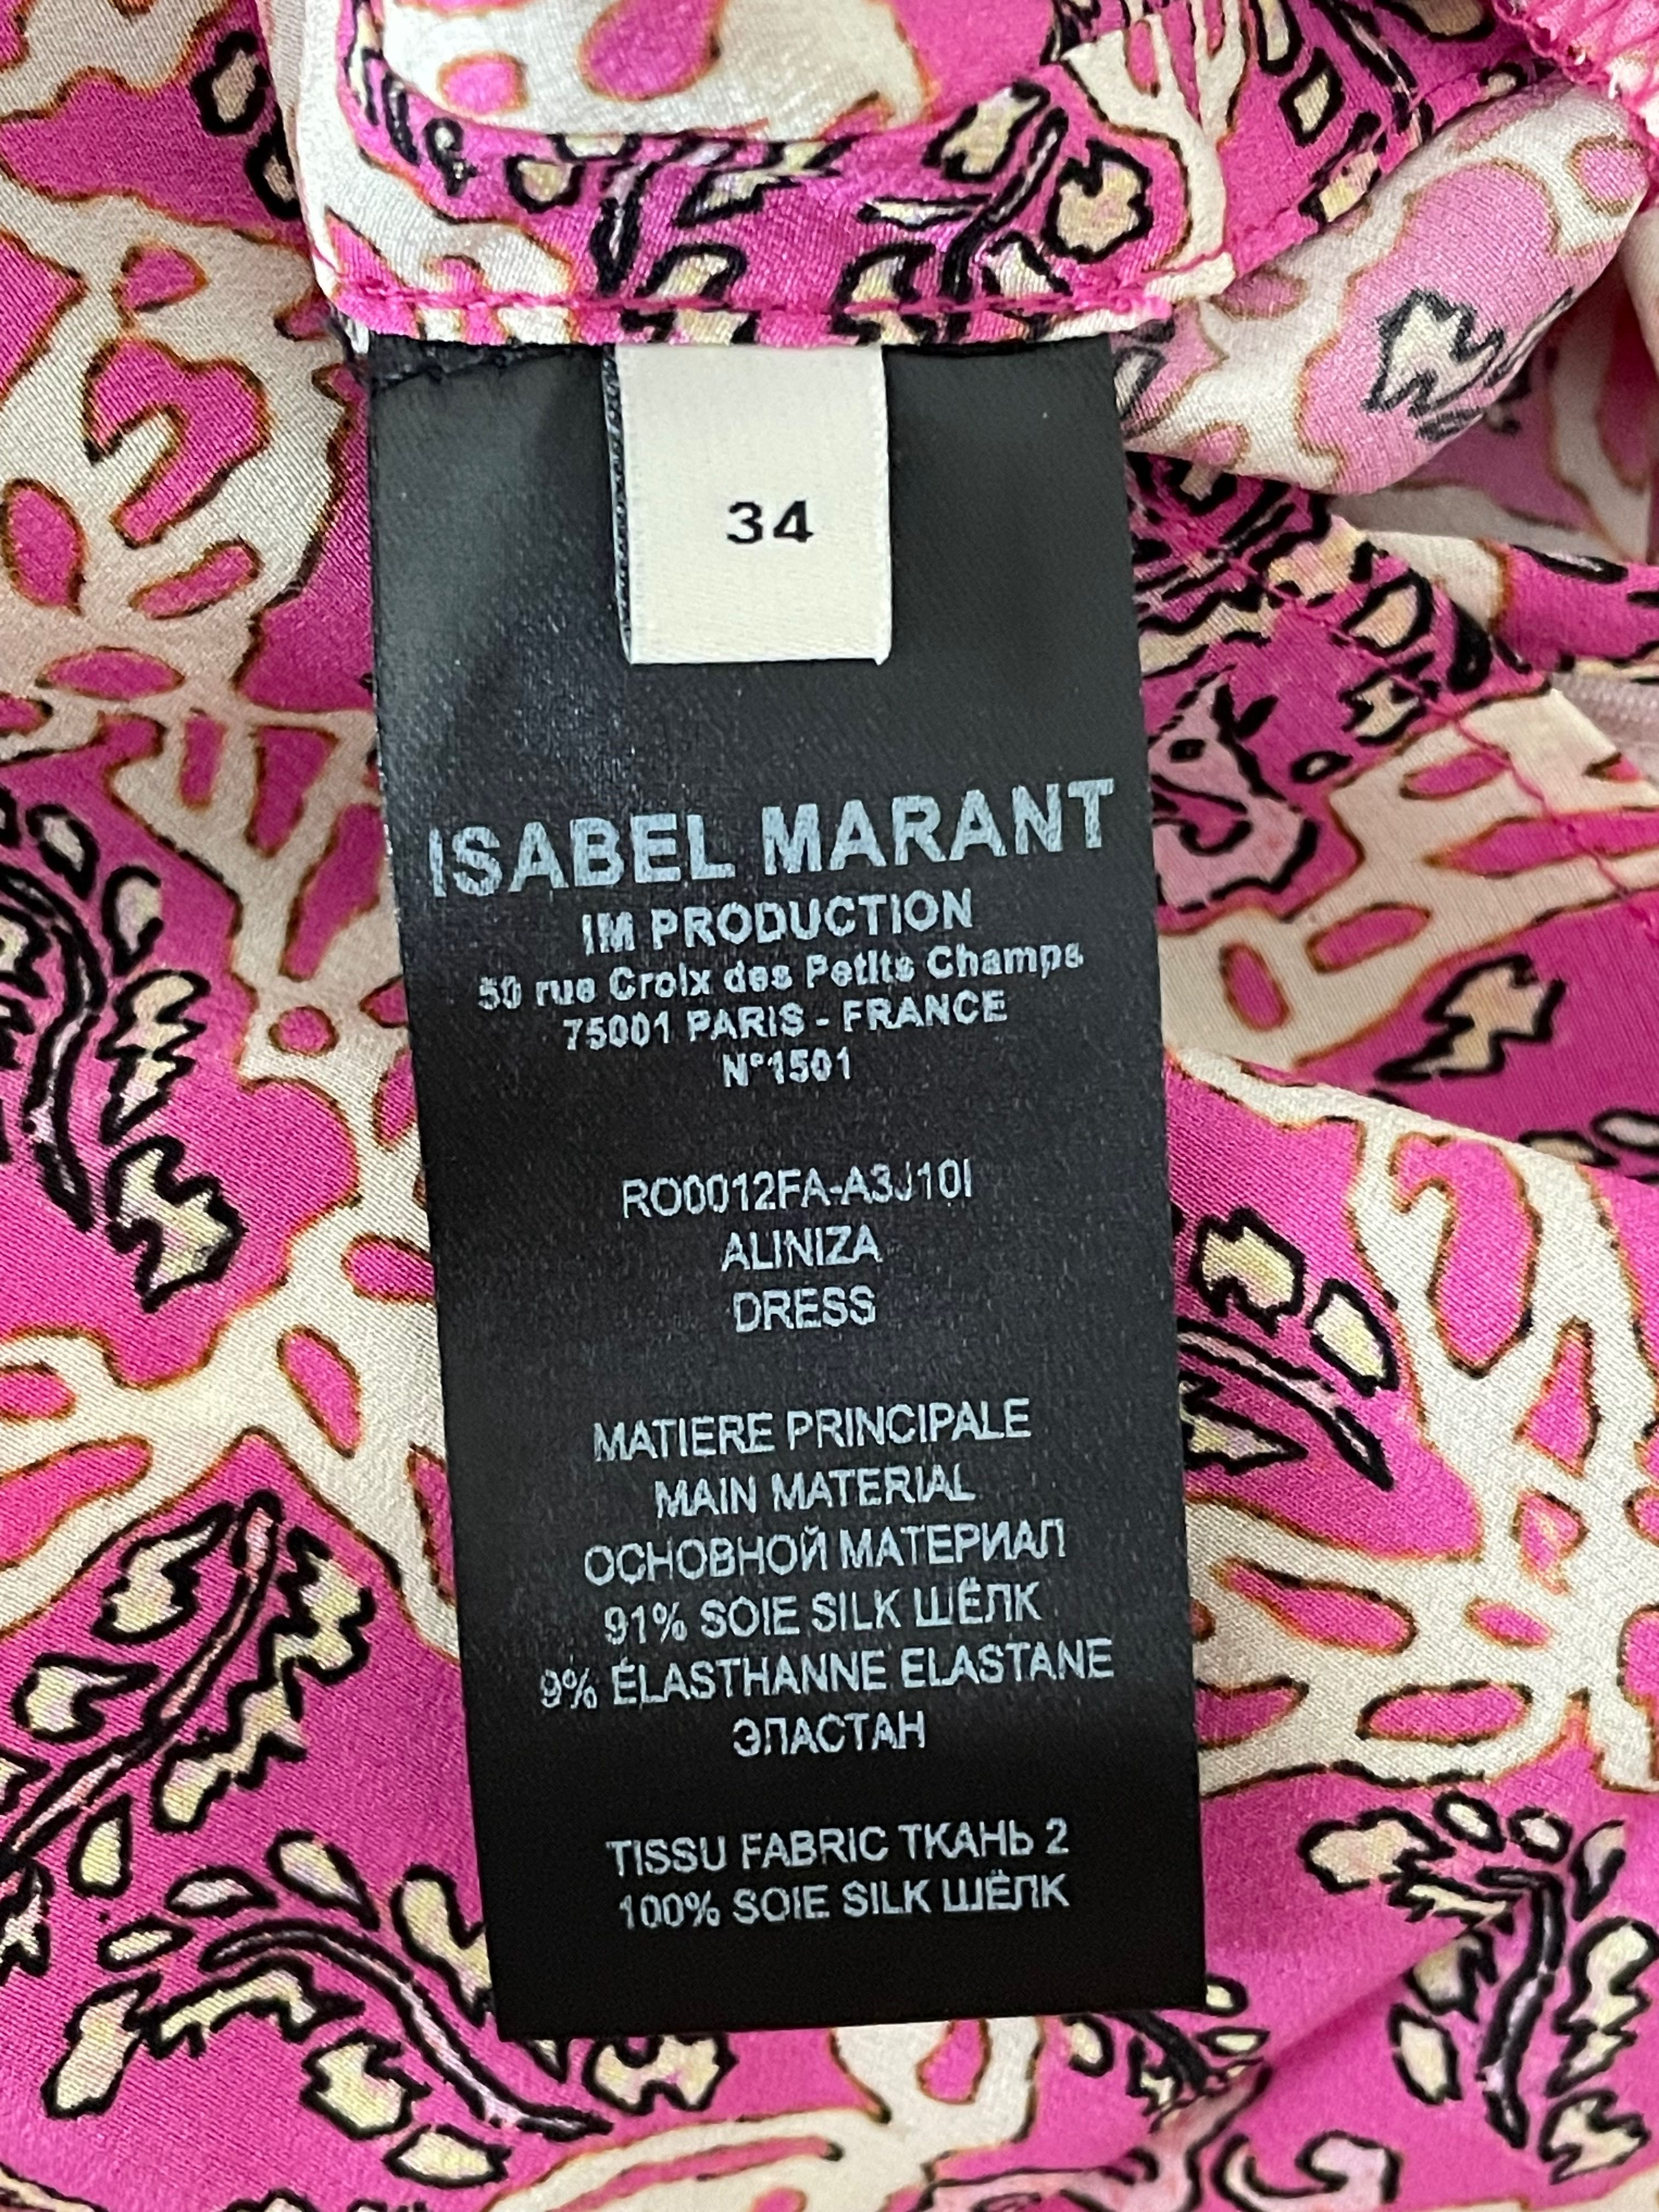 34
ISABEL MARANT
IM PRODUCTION
50 rue Croix des Petits Champs
75001 PARIS - FRANCE
N°1501
RO0012FA-A3J10I
ALINIZA
DRESS
MATIERE PRINCIPALE
MAIN MATERIAL
ОСНОВНОЙ МАТЕРИАЛ
91% SOIE SILK ШЁЛК
9% ÉLASTHANNE ELASTANE
ЭЛАСТАН
TISSU FABRIC ТКАНЬ 2
100% SOIE SILK ШЁЛК